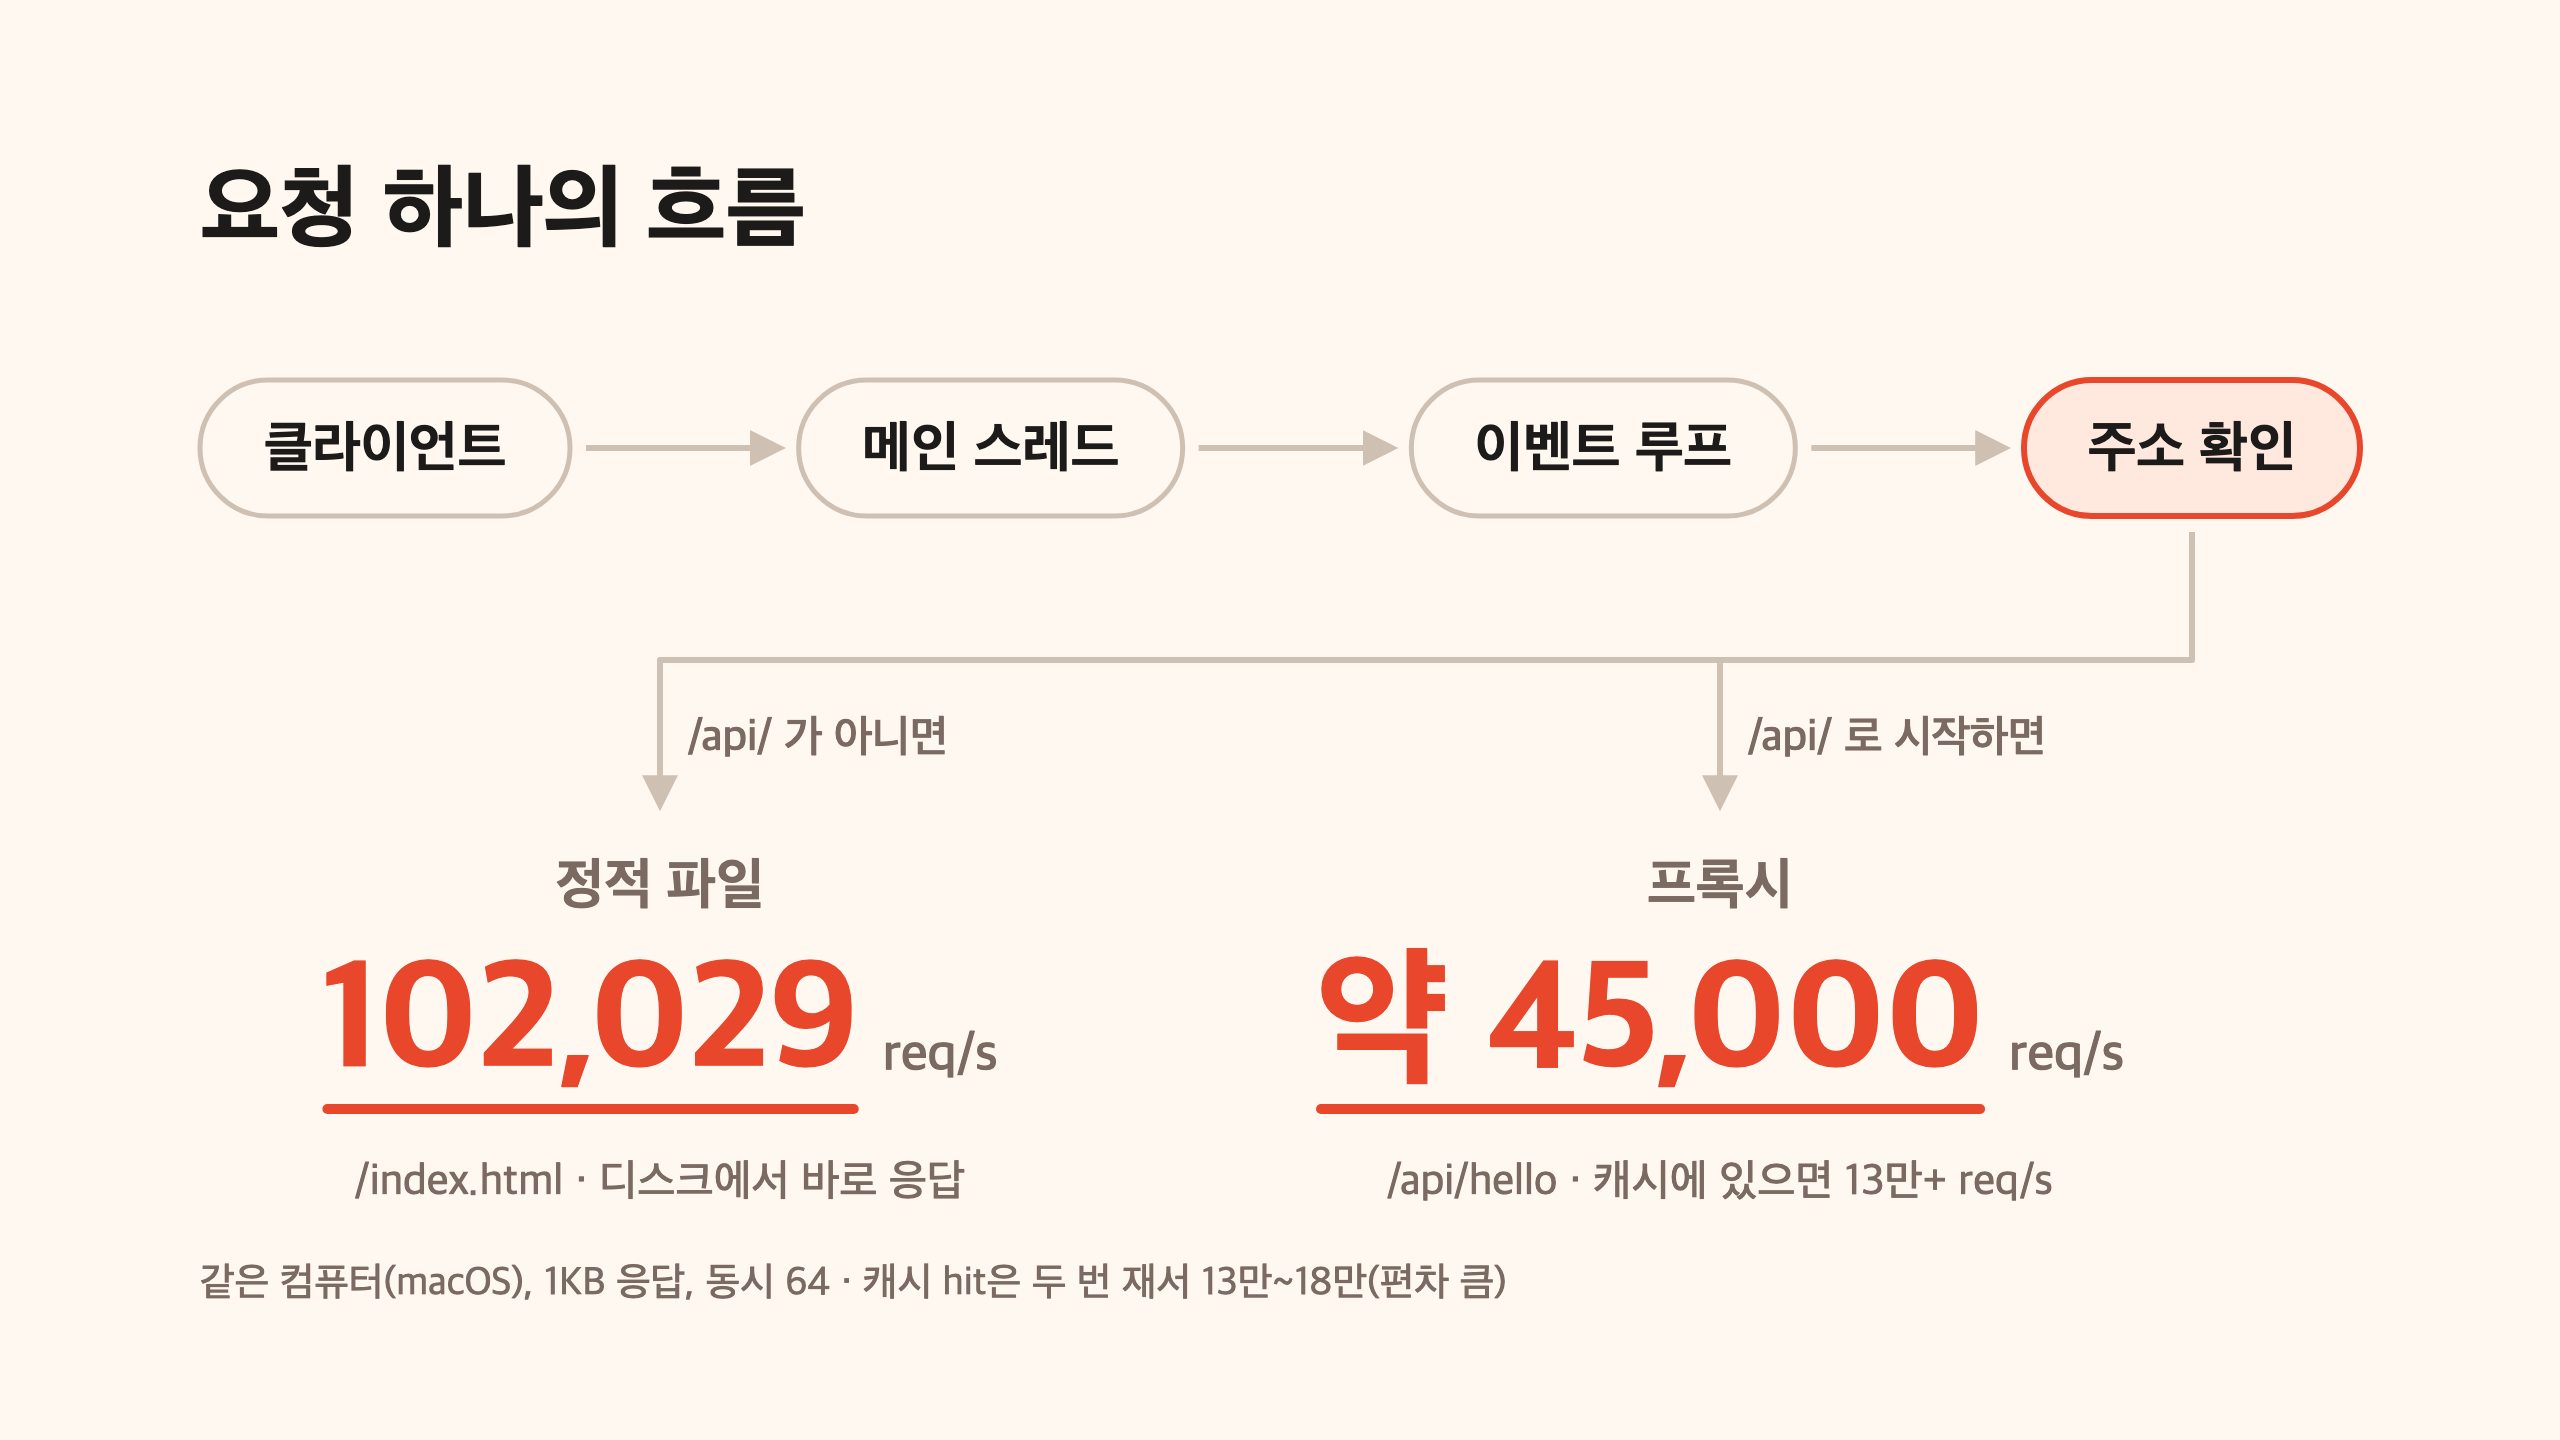 요청 하나의 흐름
클라이언트
메인 스레드
이벤트 루프
주소 확인
/api/ 가 아니면
/api/ 로 시작하면
정적 파일
102,029 req/s
/index.html · 디스크에서 바로 응답
프록시
약 45,000 req/s
/api/hello · 캐시에 있으면 13만+ req/s
같은 컴퓨터(macOS), 1KB 응답, 동시 64 · 캐시 hit은 두 번 재서 13만~18만(편차 큼)